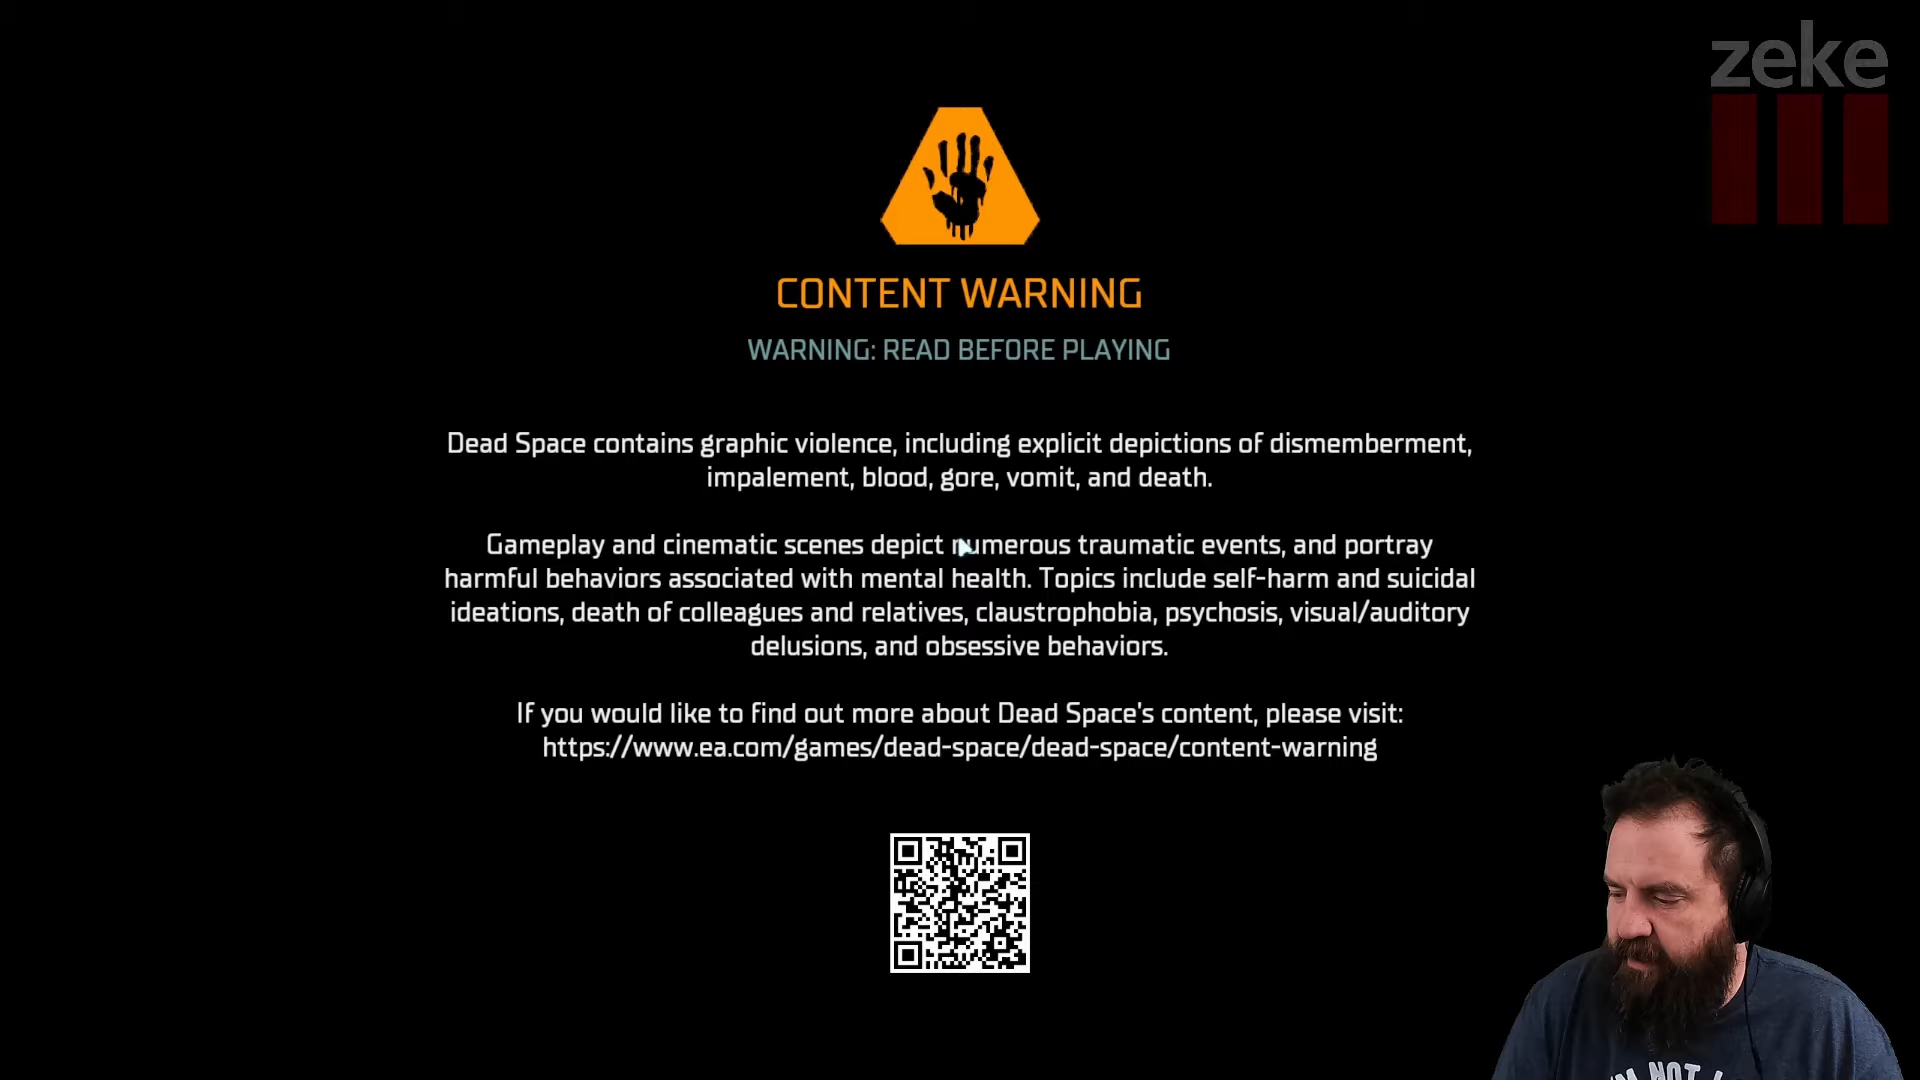 zeke
CONTENT WARNING
WARNING: READ BEFORE PLAYING
Dead Space contains graphic violence, including explicit depictions of dismemberment,
impalement, blood, gore, vomit, and death.
Gameplay and cinematic scenes depict numerous traumatic events, and portray
harmful behaviors associated with mental health. Topics include self-harm and suicidal
ideations, death of colleagues and relatives, claustrophobia, psychosis, visual/auditory
delusions, and obsessive behaviors.
If you would like to find out more about Dead Space's content, please visit:
https://www.ea.com/games/dead-space/dead-space/content-warning
I'M NOT